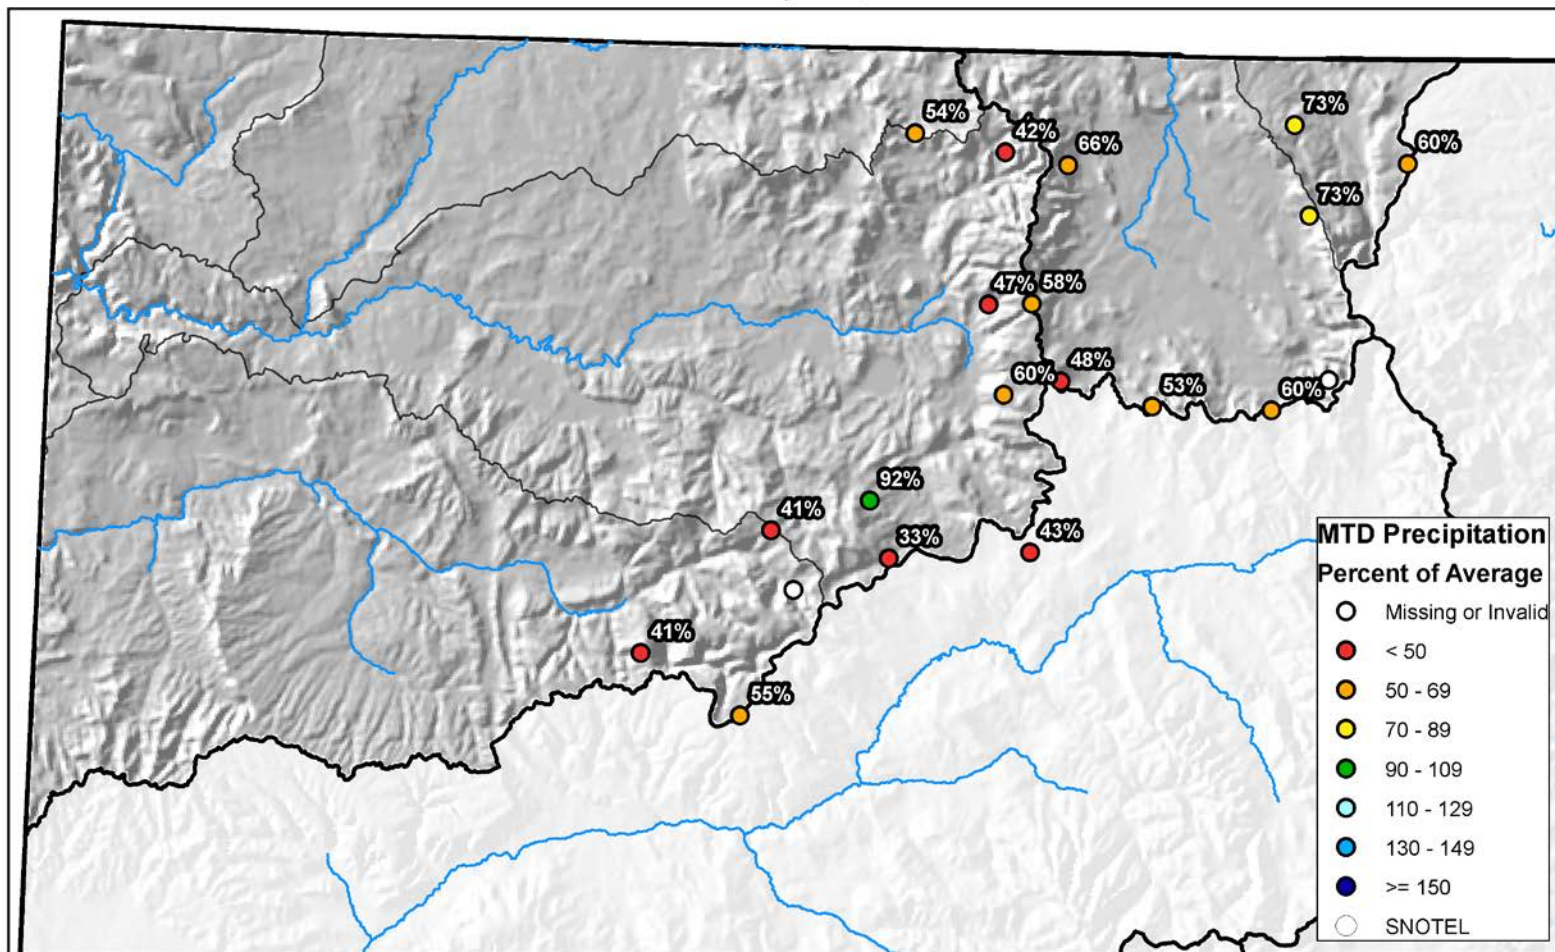 73%
54%
42%
66%
60%
73%
47%
58%
60%
48%
53%
60%
92%
41%
33%
43%
41%
55%
MTD Precipitation
Percent of Average
Missing or Invalid
< 50
50 - 69
70 - 89
90 - 109
110 - 129
130 - 149
>= 150
SNOTEL